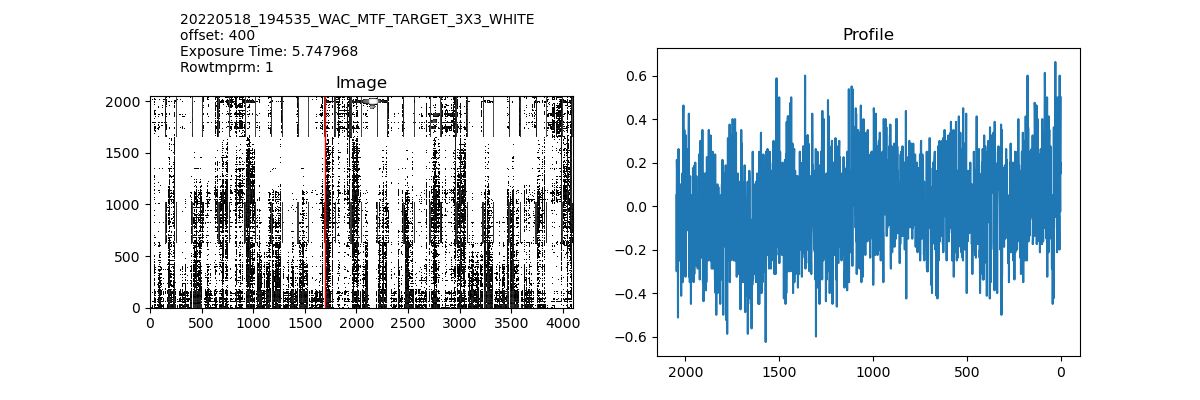 20220518_194535_WAC_MTF_TARGET_3X3_WHITE
offset: 400
Exposure Time: 5.747968
Rowtmprm: 1
Image
2000
1500
1000
500
0
0 500 1000 1500 2000 2500 3000 3500 4000
Profile
0.6
0.4
0.2
0.0
−0.2
−0.4
−0.6
2000 1500 1000 500 0